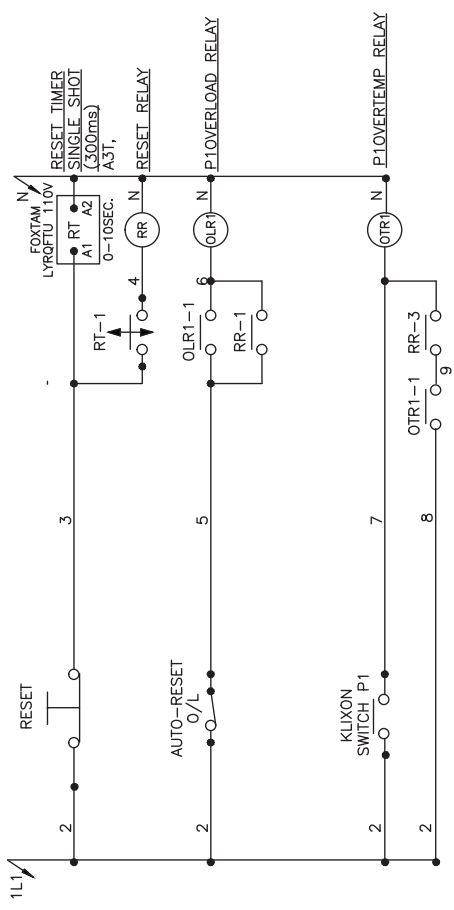 1L1
N
2
RESET
3
-
FOXTAM
LYRQFTU 110V
A1
RT
A2
0-10SEC.
RESET TIMER
SINGLE SHOT
(300ms)
A3T,
RT-1
4
RR
N
RESET RELAY
2
AUTO-RESET
O/L
5
OLR1-1
6
RR-1
OLR1
N
P1OVERLOAD RELAY
2
KLIXON
SWITCH P1
7
OTR1
N
P1OVERTEMP RELAY
2
8
OTR1-1
9
RR-3